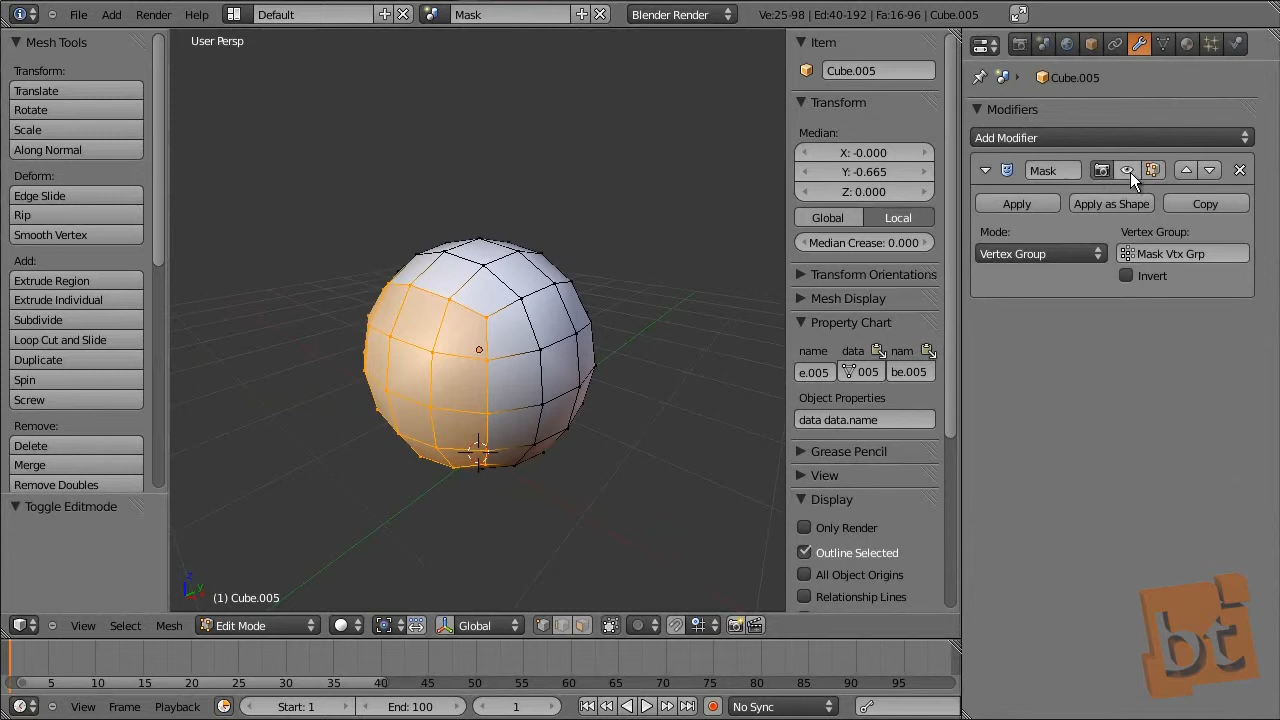 File Add Render Help Default Mask Blender Render Ve:25-98 | Ed:40-192 | Fa:16-96 | Cube.005
Mesh Tools
Transform:
Translate
Rotate
Scale
Along Normal
Deform:
Edge Slide
Rip
Smooth Vertex
Add:
Extrude Region
Extrude Individual
Subdivide
Loop Cut and Slide
Duplicate
Spin
Screw
Remove:
Delete
Merge
Remove Doubles
Toggle Editmode
User Persp
z
y
(1) Cube.005
View Select Mesh Edit Mode Global
Item
Cube.005
Transform
Median:
X: -0.000
Y: -0.665
Z: 0.000
Global Local
Median Crease: 0.000
Transform Orientations
Mesh Display
Property Chart
name data nam
e.005 005 be.005
Object Properties
data data.name
Grease Pencil
View
Display
Only Render
Outline Selected
All Object Origins
Relationship Lines
Cube.005
Modifiers
Add Modifier
Mask
Apply Apply as Shape Copy
Mode: Vertex Group:
Vertex Group Mask Vtx Grp
Invert
bt
5 10 15 20 25 30 35 40 45 50 55 60 65 70 75 80 85 90 95
View Frame Playback Start: 1 End: 100 1 No Sync